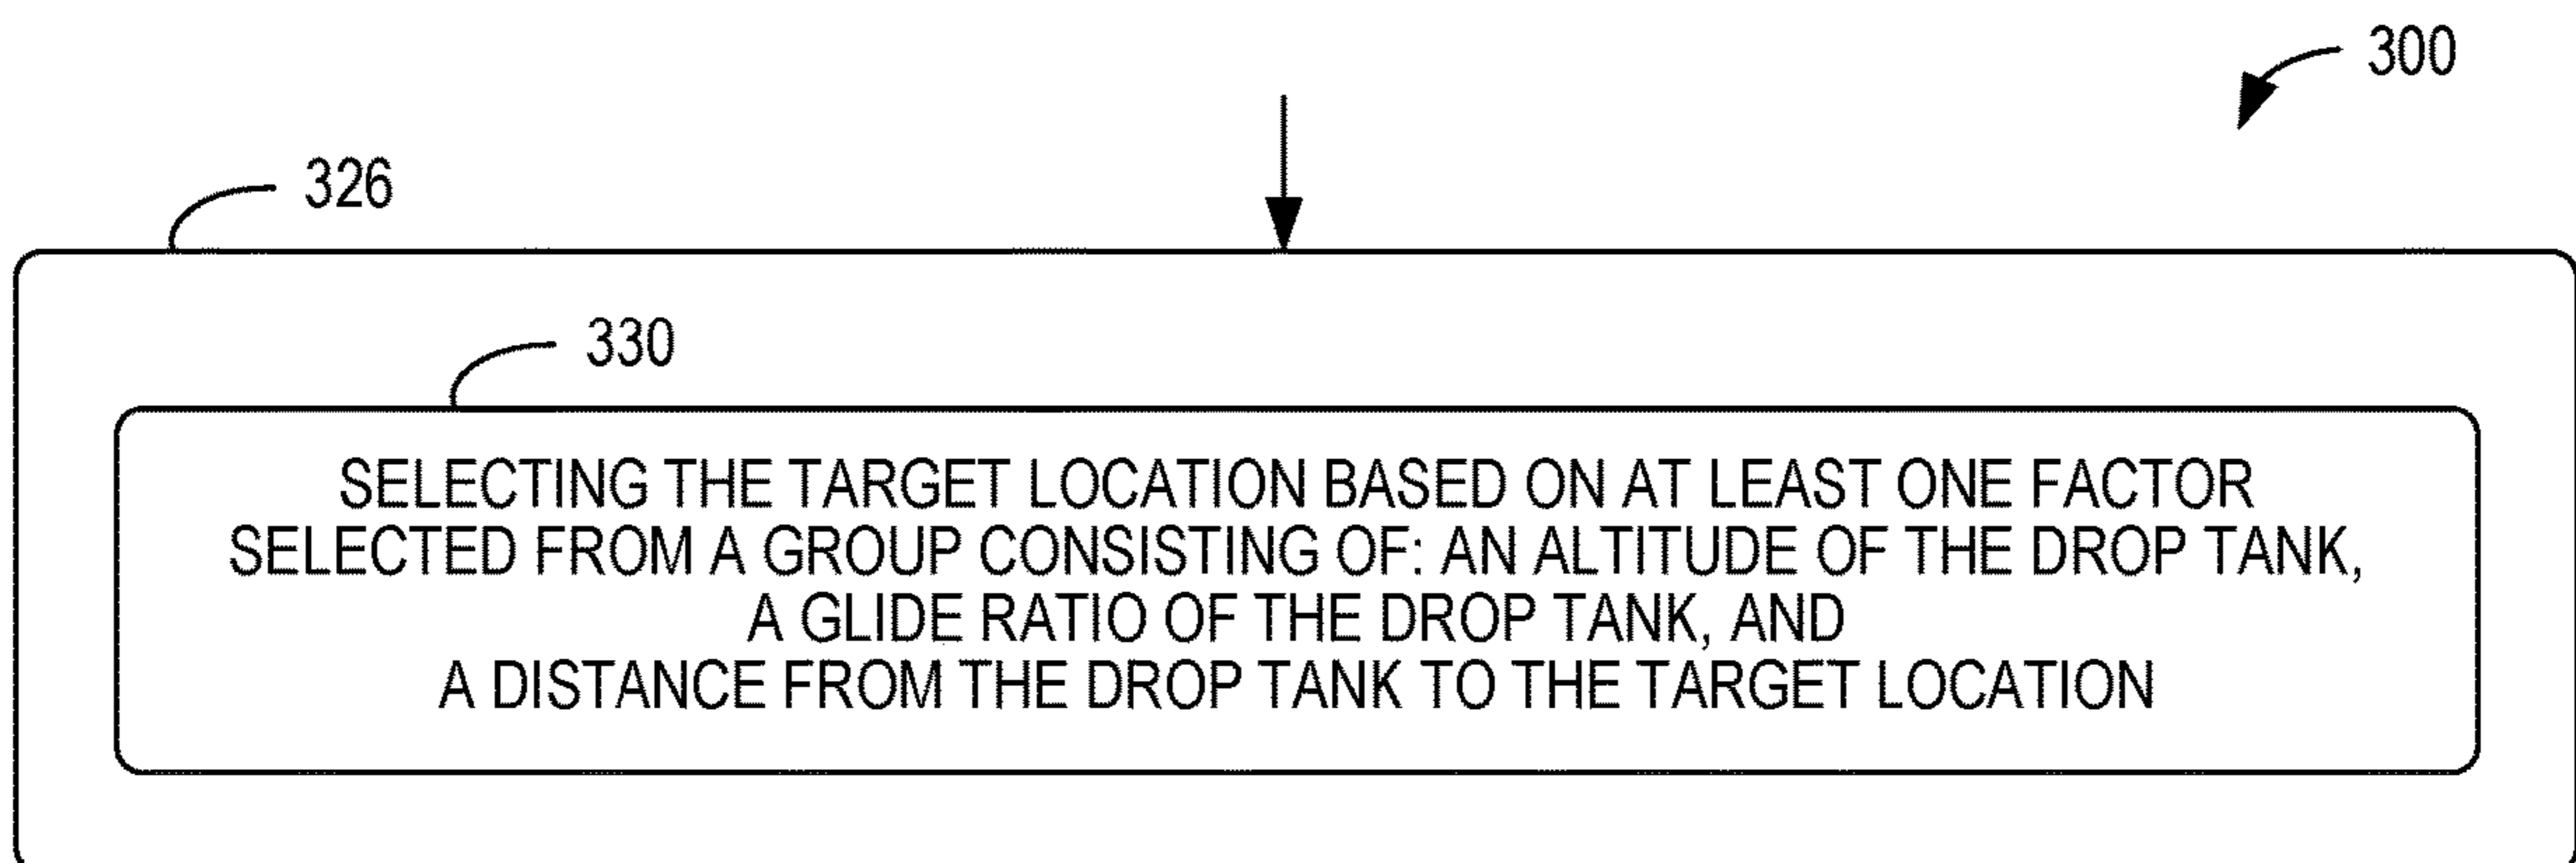 300
326
330
SELECTING THE TARGET LOCATION BASED ON AT LEAST ONE FACTOR
SELECTED FROM A GROUP CONSISTING OF: AN ALTITUDE OF THE DROP TANK,
A GLIDE RATIO OF THE DROP TANK, AND
A DISTANCE FROM THE DROP TANK TO THE TARGET LOCATION